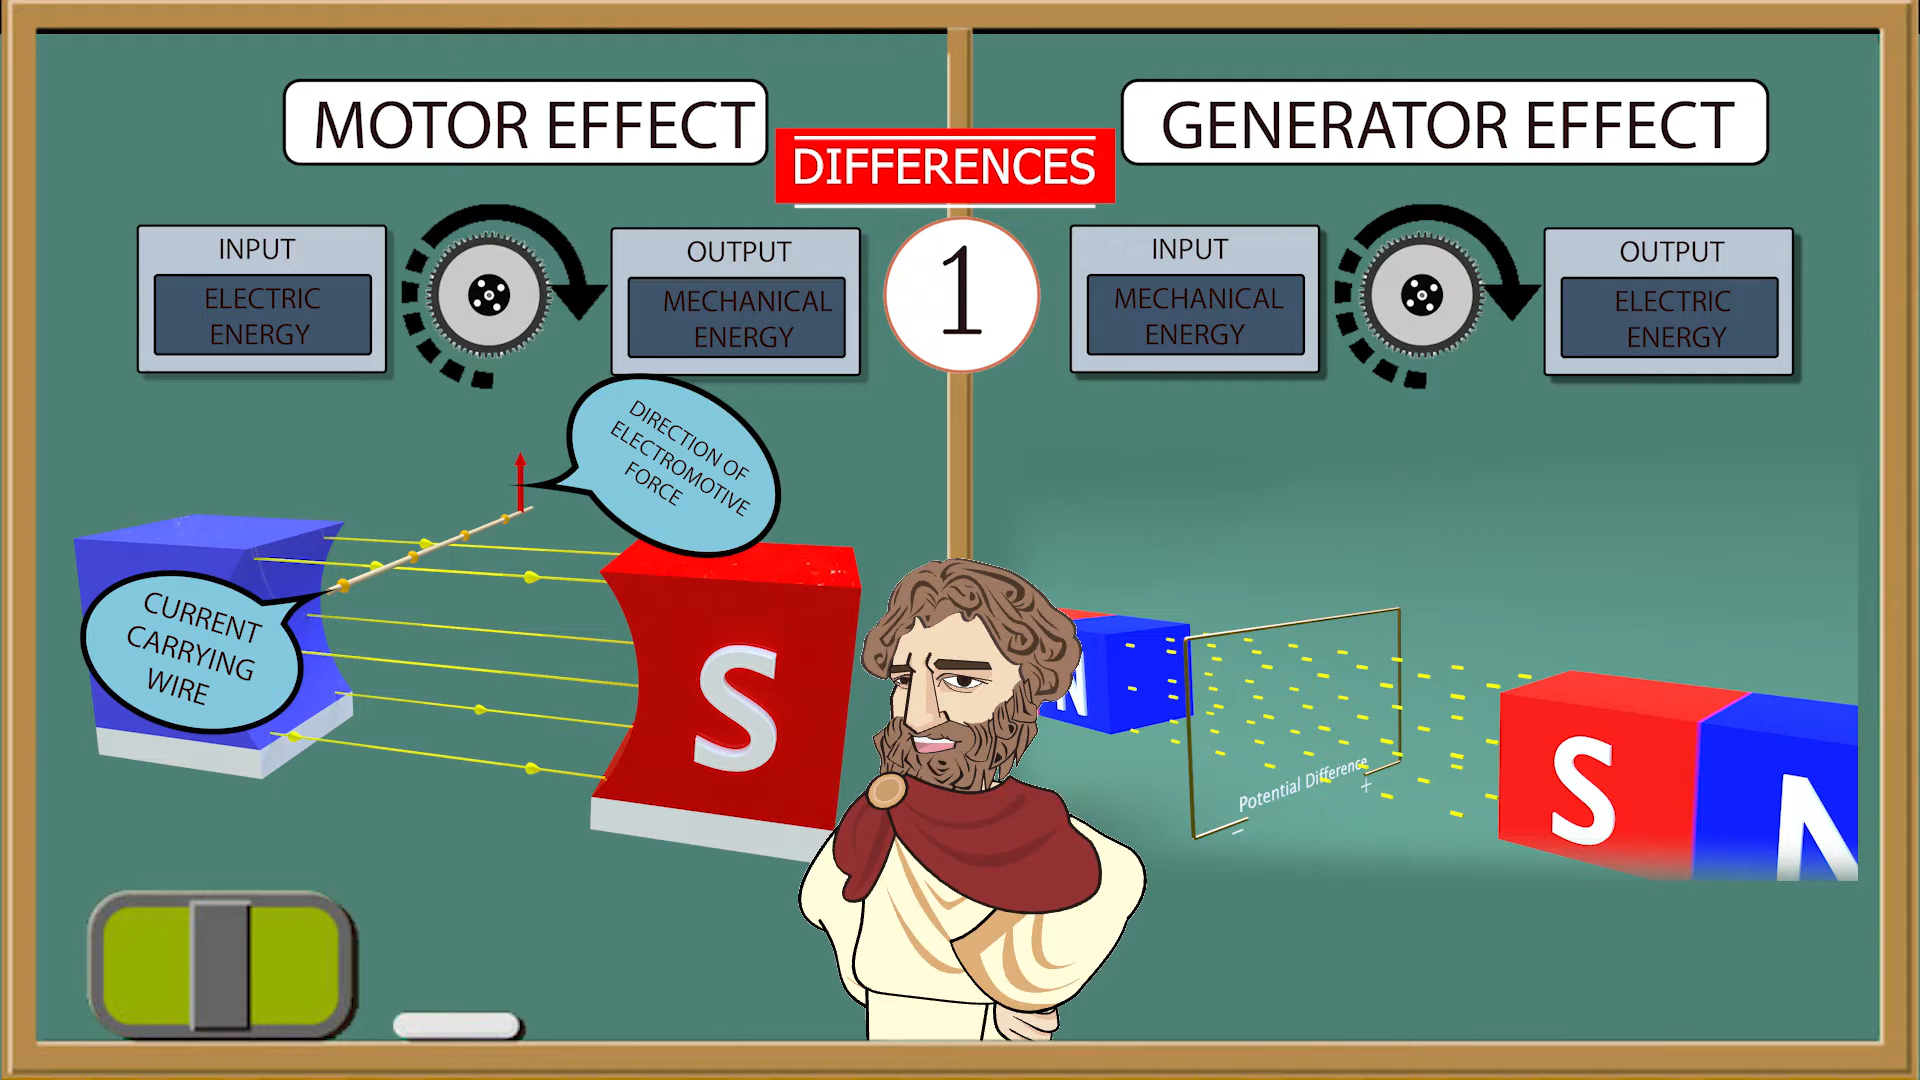 MOTOR EFFECT
GENERATOR EFFECT
DIFFERENCES
1
INPUT
ELECTRIC
ENERGY
OUTPUT
MECHANICAL
ENERGY
INPUT
MECHANICAL
ENERGY
OUTPUT
ELECTRIC
ENERGY
DIRECTION OF
ELECTROMOTIVE
FORCE
CURRENT
CARRYING
WIRE
S
N
Potential Difference
- +
S
N